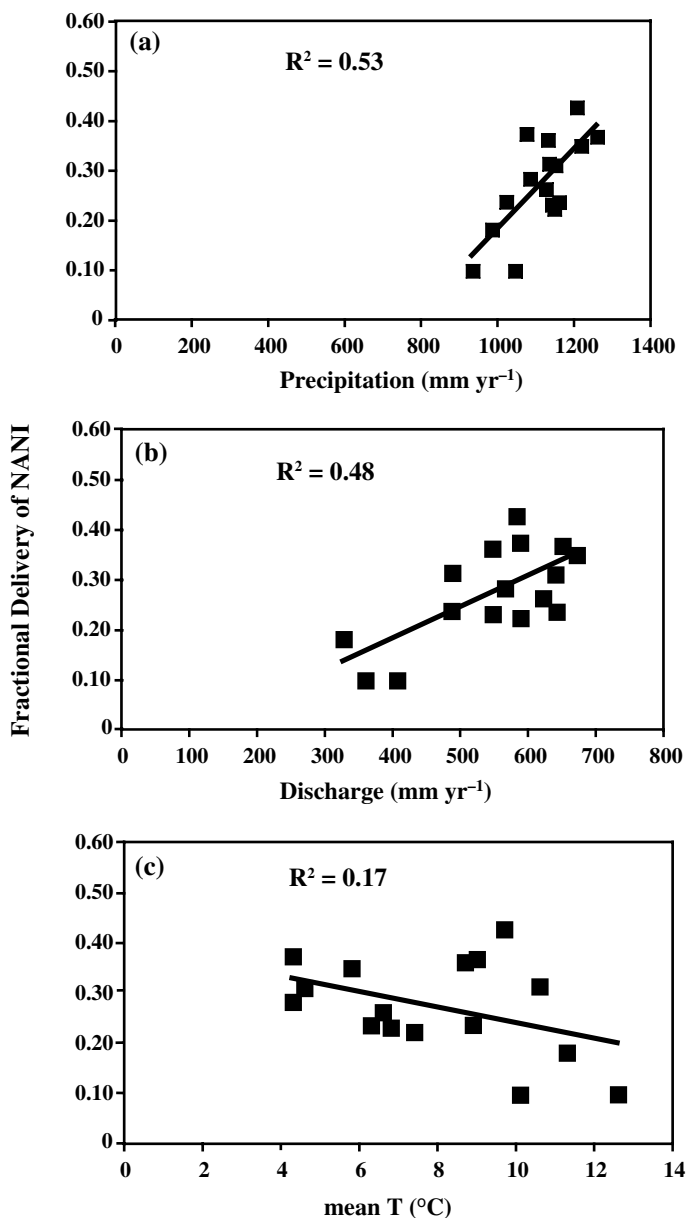 (a)
R² = 0.53
0.60
0.50
0.40
0.30
0.20
0.10
0
0 200 400 600 800 1000 1200 1400
Precipitation (mm yr⁻¹)
Fractional Delivery of NANI
(b)
R² = 0.48
0.60
0.50
0.40
0.30
0.20
0.10
0
0 100 200 300 400 500 600 700 800
Discharge (mm yr⁻¹)
(c)
R² = 0.17
0.60
0.50
0.40
0.30
0.20
0.10
0
0 2 4 6 8 10 12 14
mean T (°C)